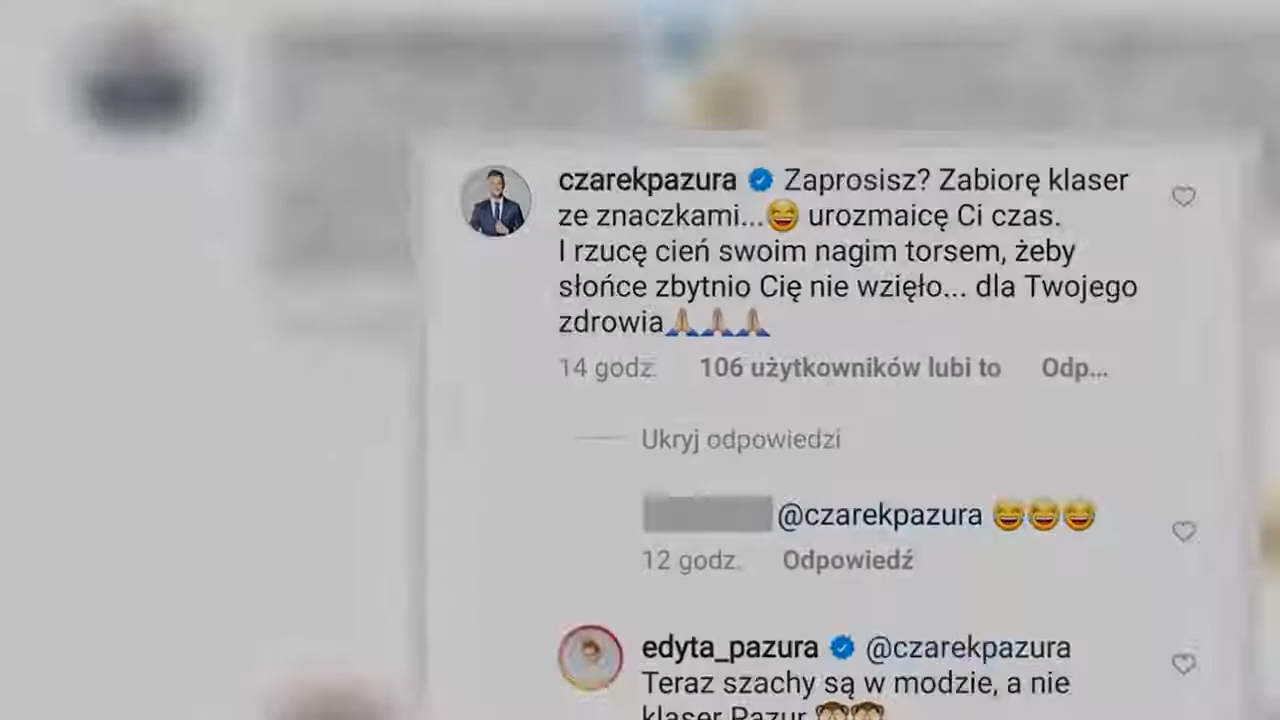 czarekpazura Zaprosisz? Zabiorę klaser
ze znaczkami...😄 urozmaicę Ci czas.
I rzucę cień swoim nagim torsem, żeby
słońce zbytnio Cię nie wzięło... dla Twojego
zdrowia🙏🙏🙏
14 godz. 106 użytkowników lubi to Odp...
Ukryj odpowiedzi
@czarekpazura 😄😄😄
12 godz. Odpowiedź
edyta_pazura @czarekpazura
Teraz szachy są w modzie, a nie
klaser Pazur 🙈🙈